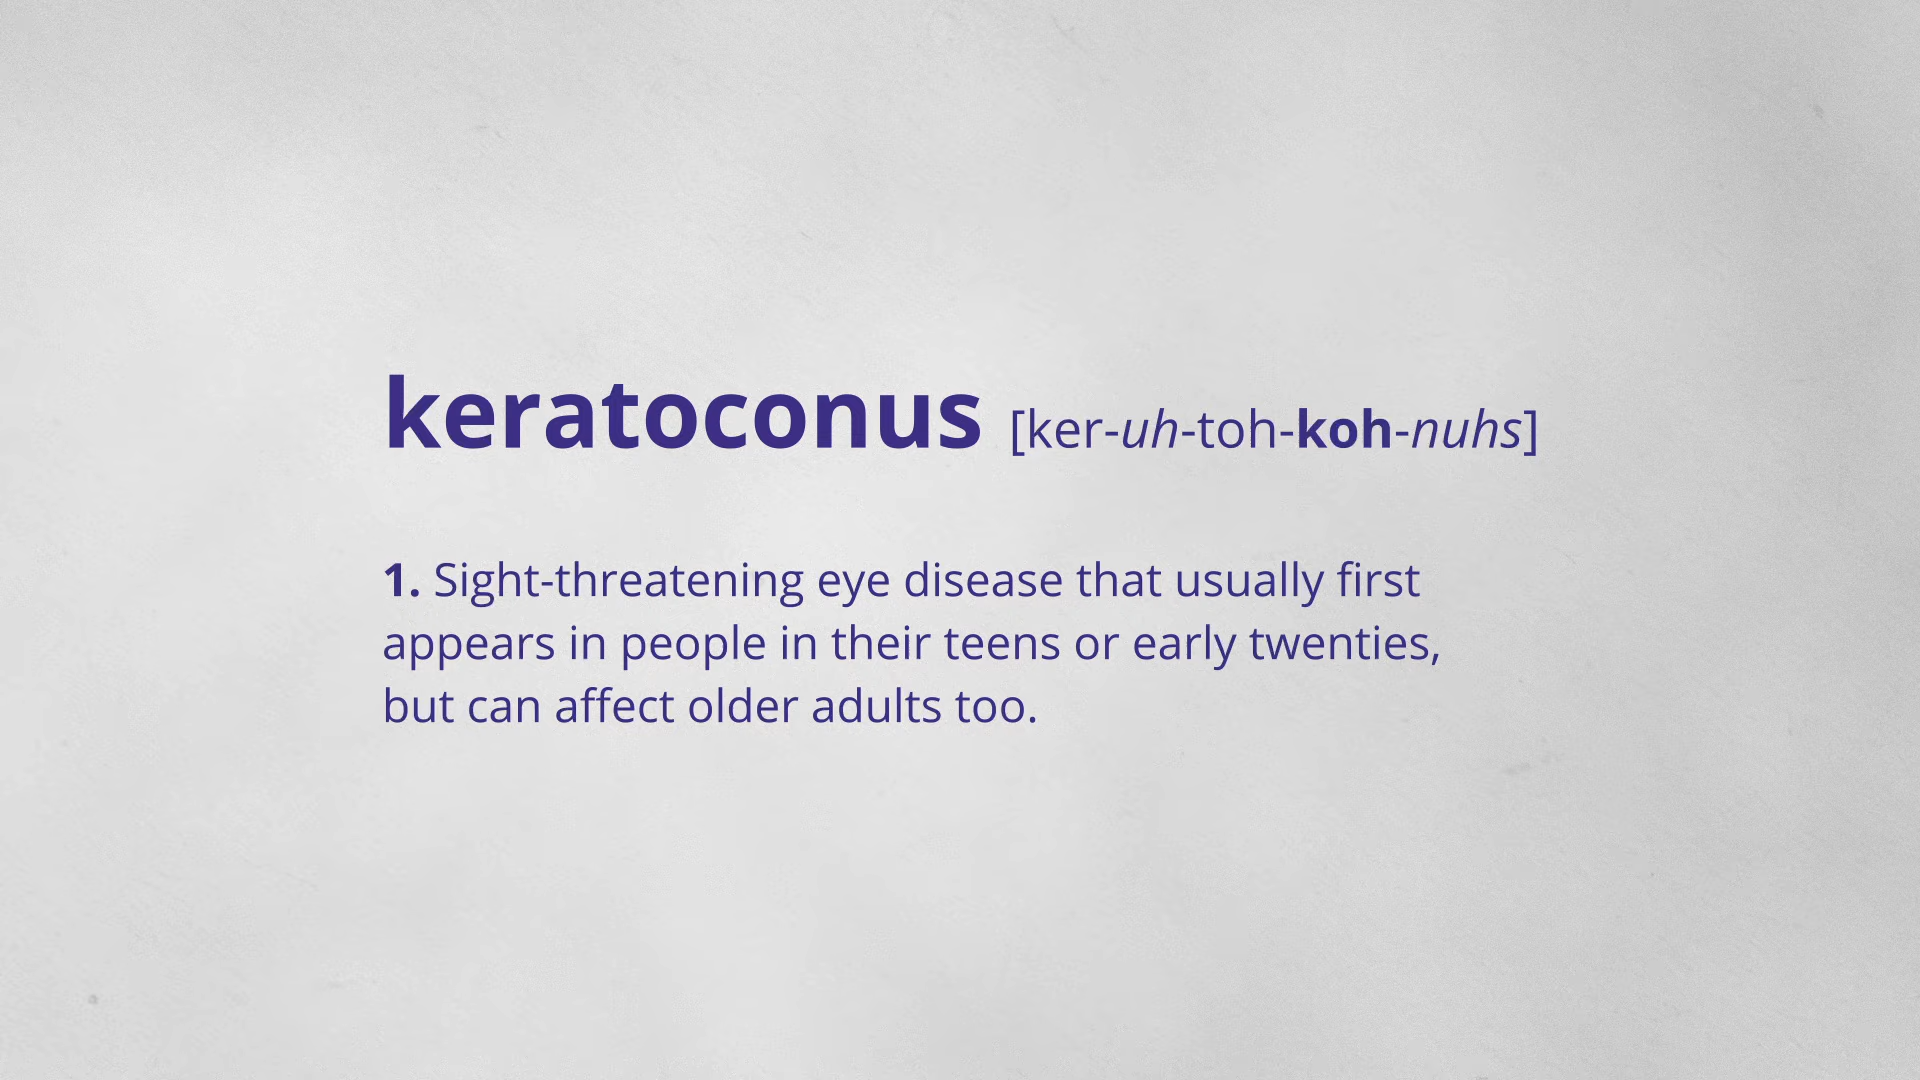 keratoconus [ker-uh-toh-koh-nuhs]
1. Sight-threatening eye disease that usually first
appears in people in their teens or early twenties,
but can affect older adults too.